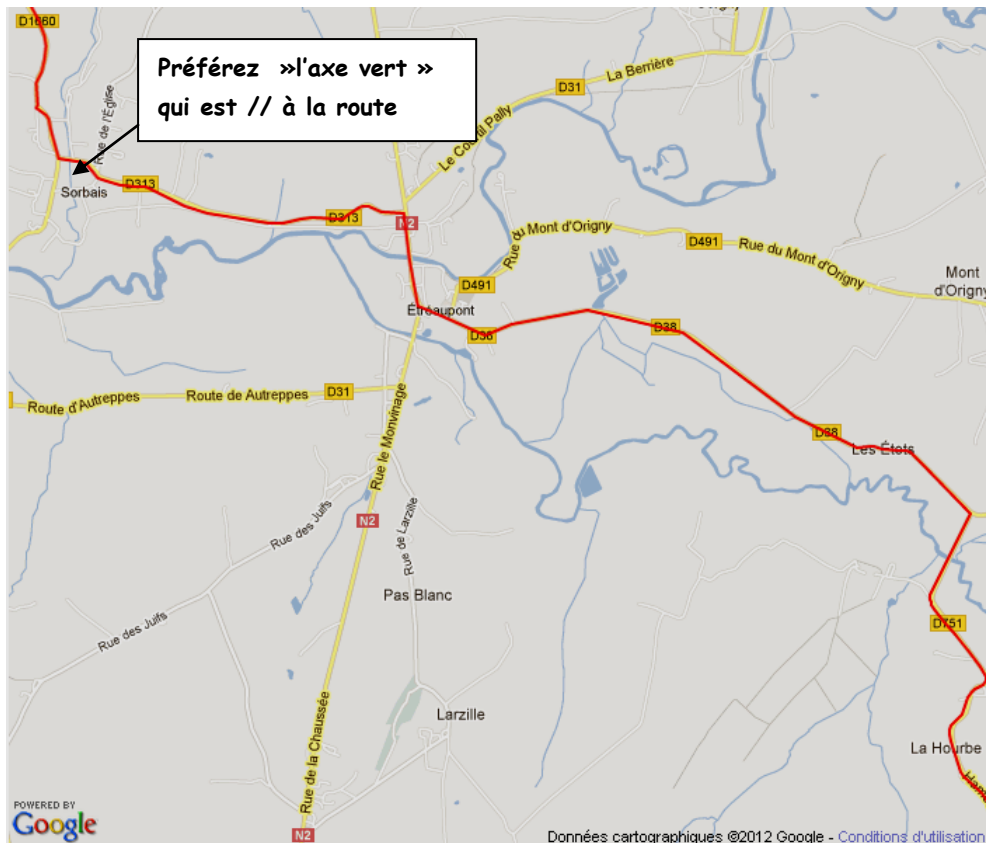 D1660
Préférez »l’axe vert »
qui est // à la route
Rue de l'Église
D31
La Berrière
Le Courtil Pally
Sorbais
D313
D313
N2
Rue du Mont d'Origny
D491
Rue du Mont d'Origny
D491
Mont
d'Origny
Étréaupont
D38
D38
Route d'Autreppes
Route de Autreppes
D31
Rue le Monvinage
D38
Les Étots
Rue des Juifs
N2
Rue de Larzille
Pas Blanc
Rue des Juifs
D751
Larzille
Rue de la Chaussée
La Hourbe
POWERED BY
Google
N2
Données cartographiques ©2012 Google - Conditions d'utilisation